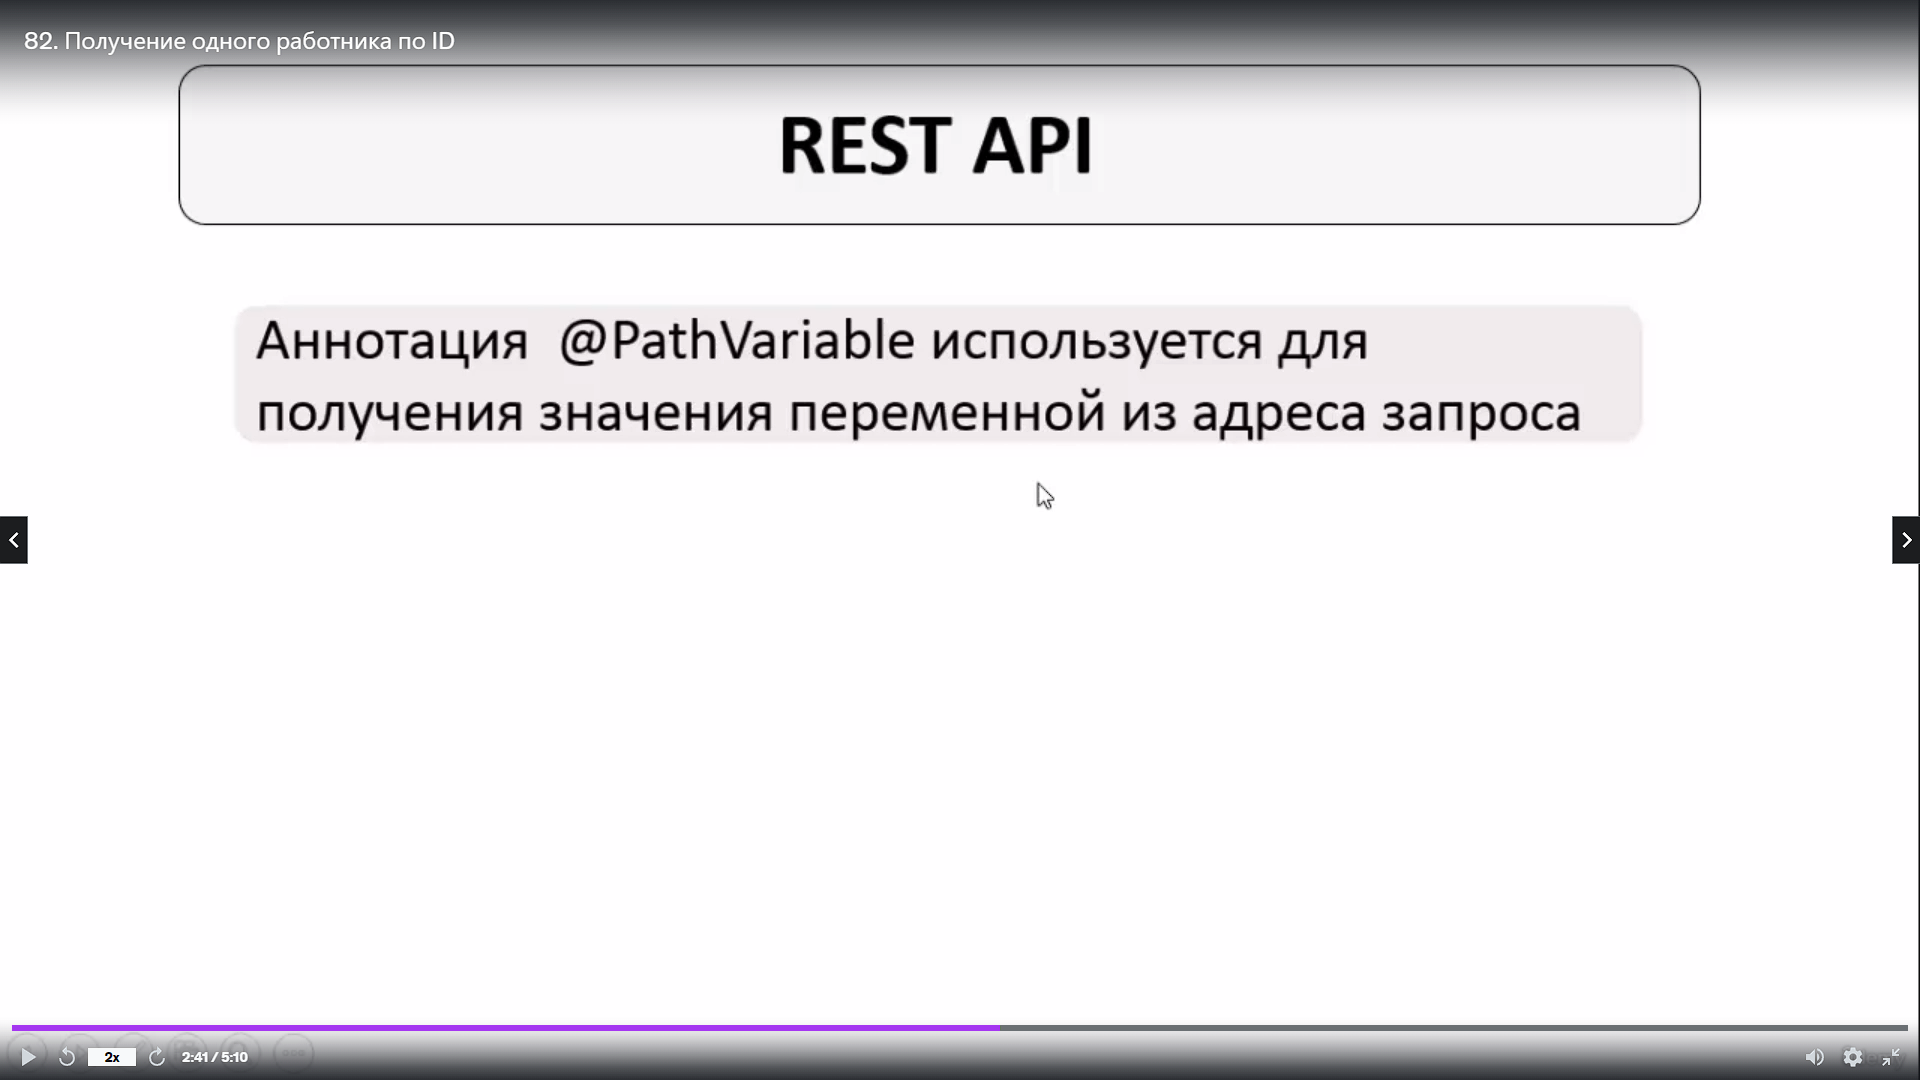 82. Получение одного работника по ID
REST API
Аннотация @PathVariable используется для
получения значения переменной из адреса запроса
2x
2:41 / 5:10